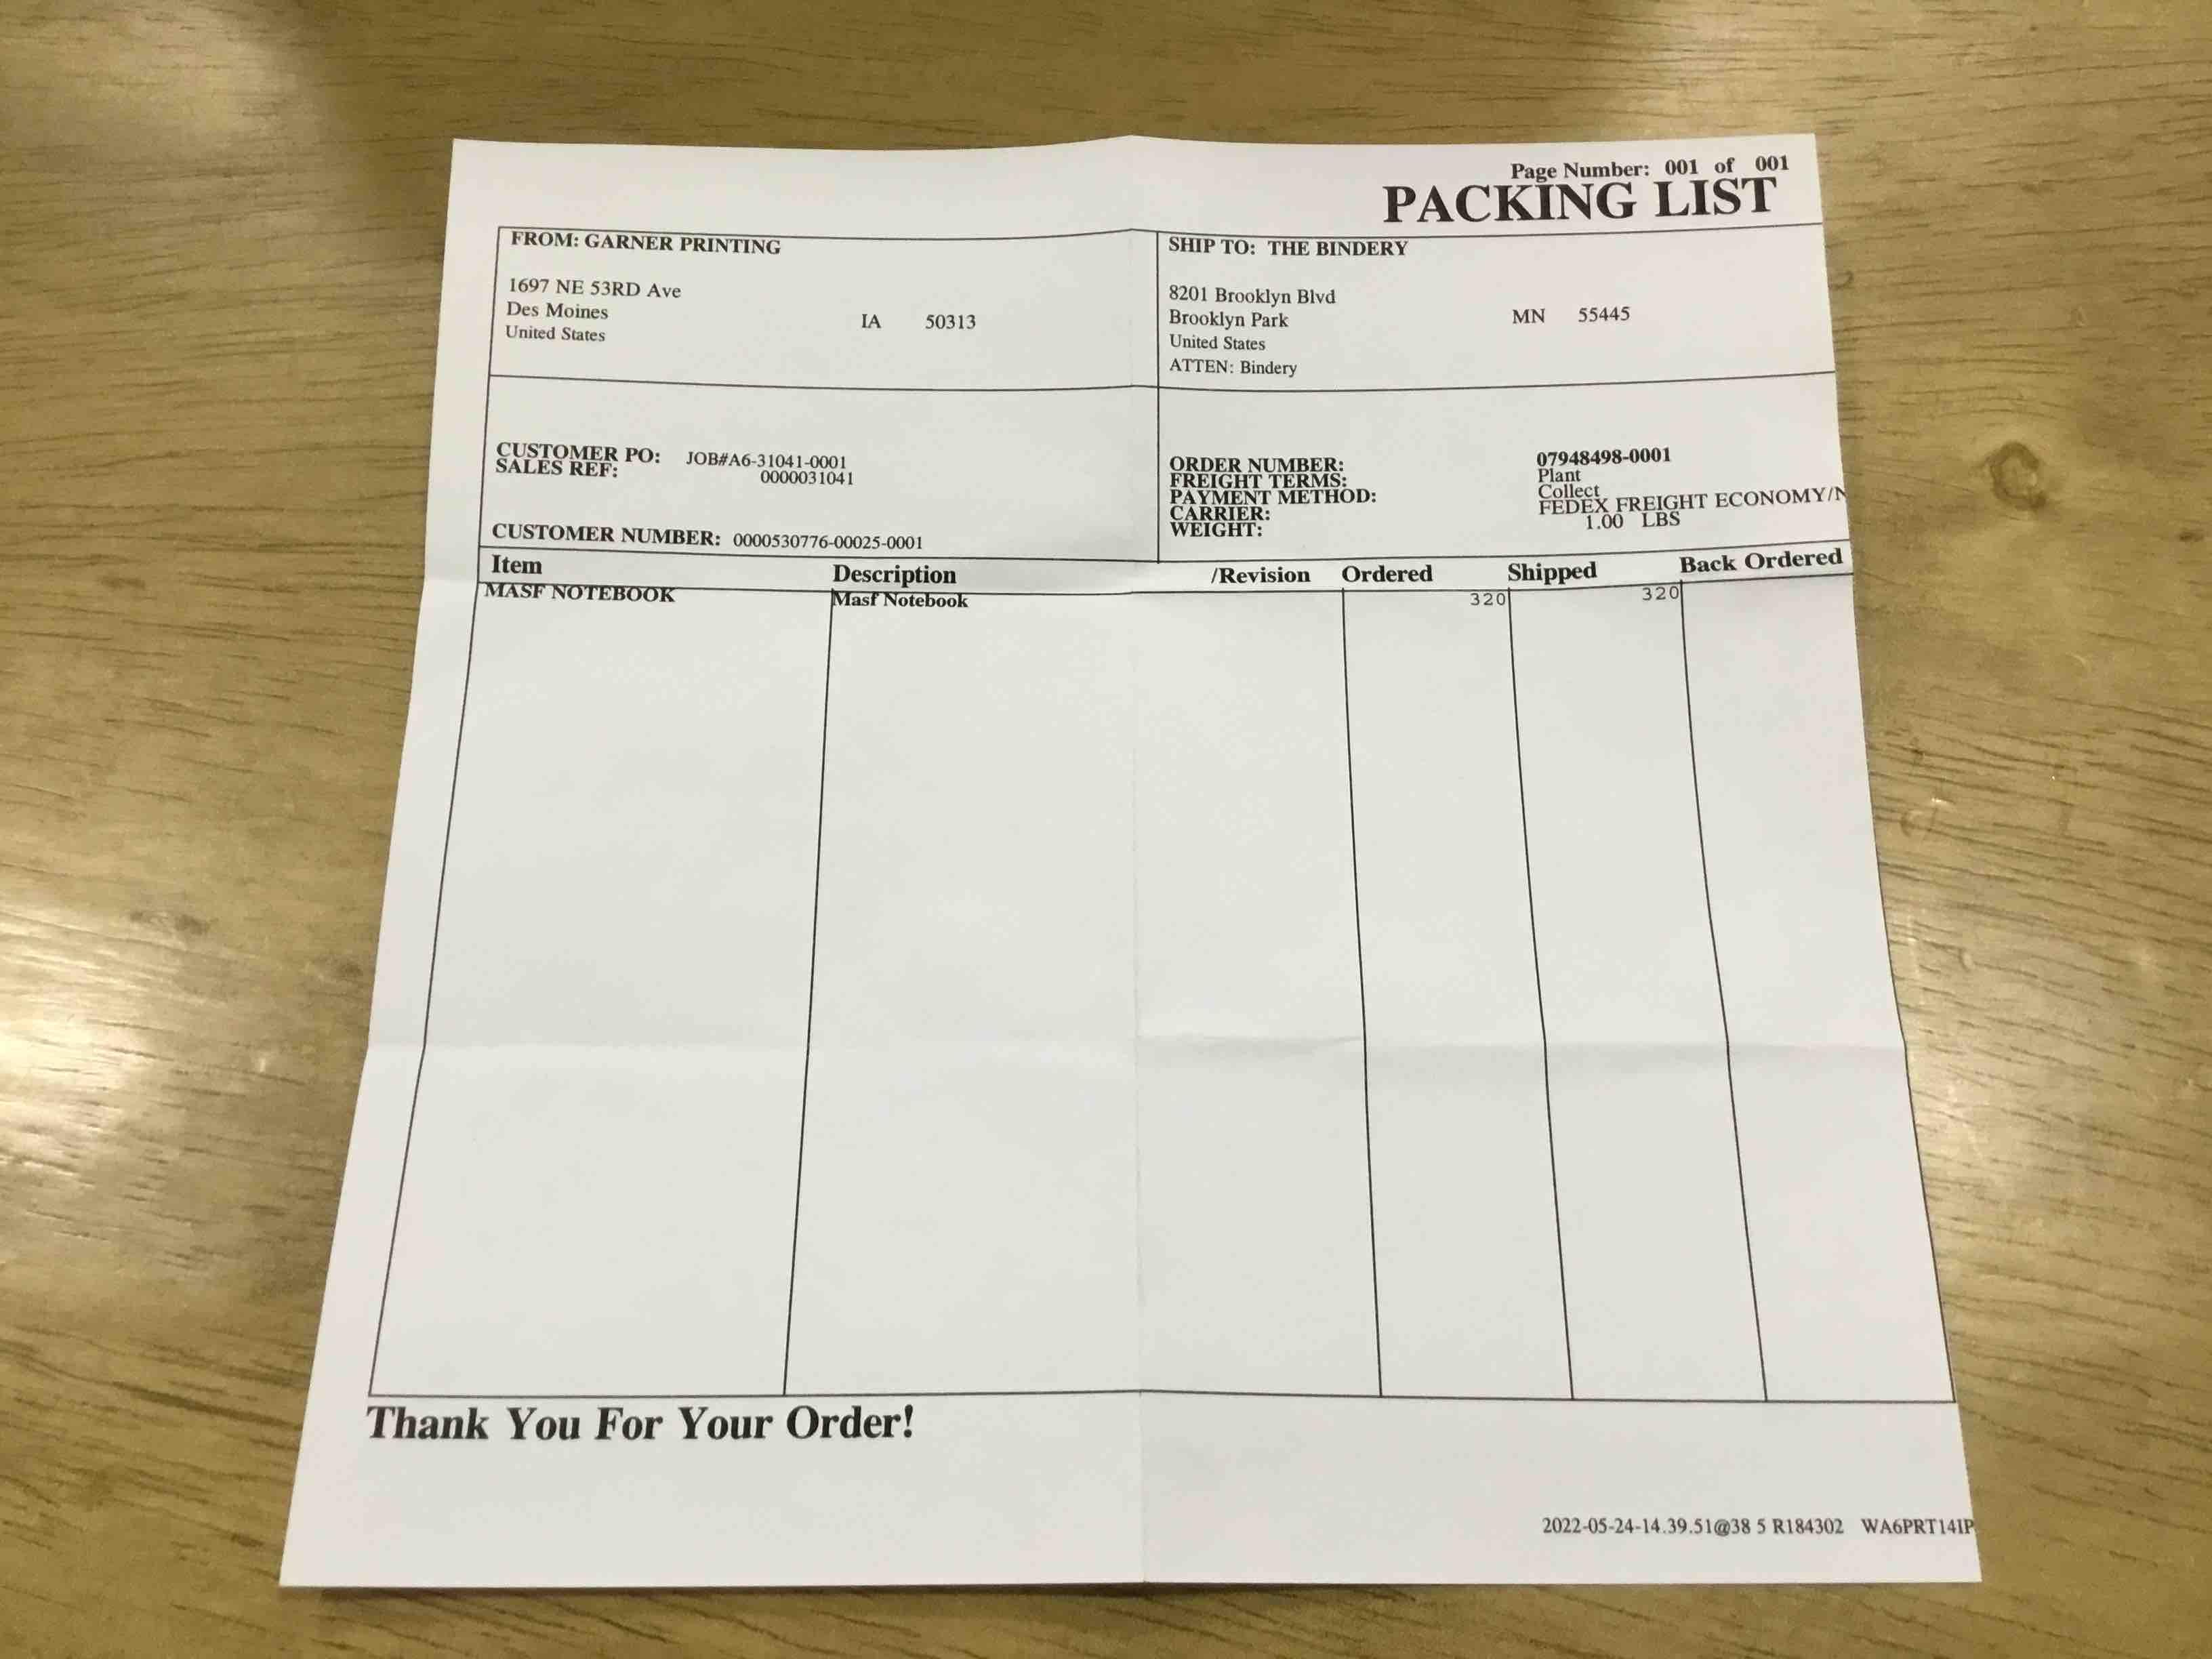 Page Number: 001 of 001
PACKING LIST
FROM: GARNER PRINTING
1697 NE 53RD Ave
Des Moines IA 50313
United States
SHIP TO: THE BINDERY
8201 Brooklyn Blvd
Brooklyn Park MN 55445
United States
ATTEN: Bindery
CUSTOMER PO: JOB#A6-31041-0001
SALES REF: 0000031041
CUSTOMER NUMBER: 0000530776-00025-0001
ORDER NUMBER: 07948498-0001
FREIGHT TERMS: Plant
PAYMENT METHOD: Collect
CARRIER: FEDEX FREIGHT ECONOMY/N
WEIGHT: 1.00 LBS
Item Description /Revision Ordered Shipped Back Ordered
MASF NOTEBOOK Masf Notebook 320 320
Thank You For Your Order!
2022-05-24-14.39.51@38 5 R184302 WA6PRT14IP